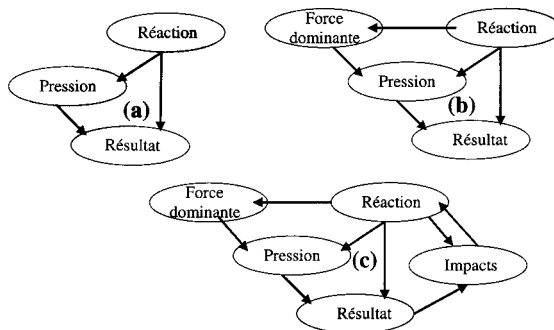 Réaction
Pression
(a)
Résultat
Force
dominante
Réaction
Pression
(b)
Résultat
Force
dominante
Réaction
Pression
(c)
Impacts
Résultat